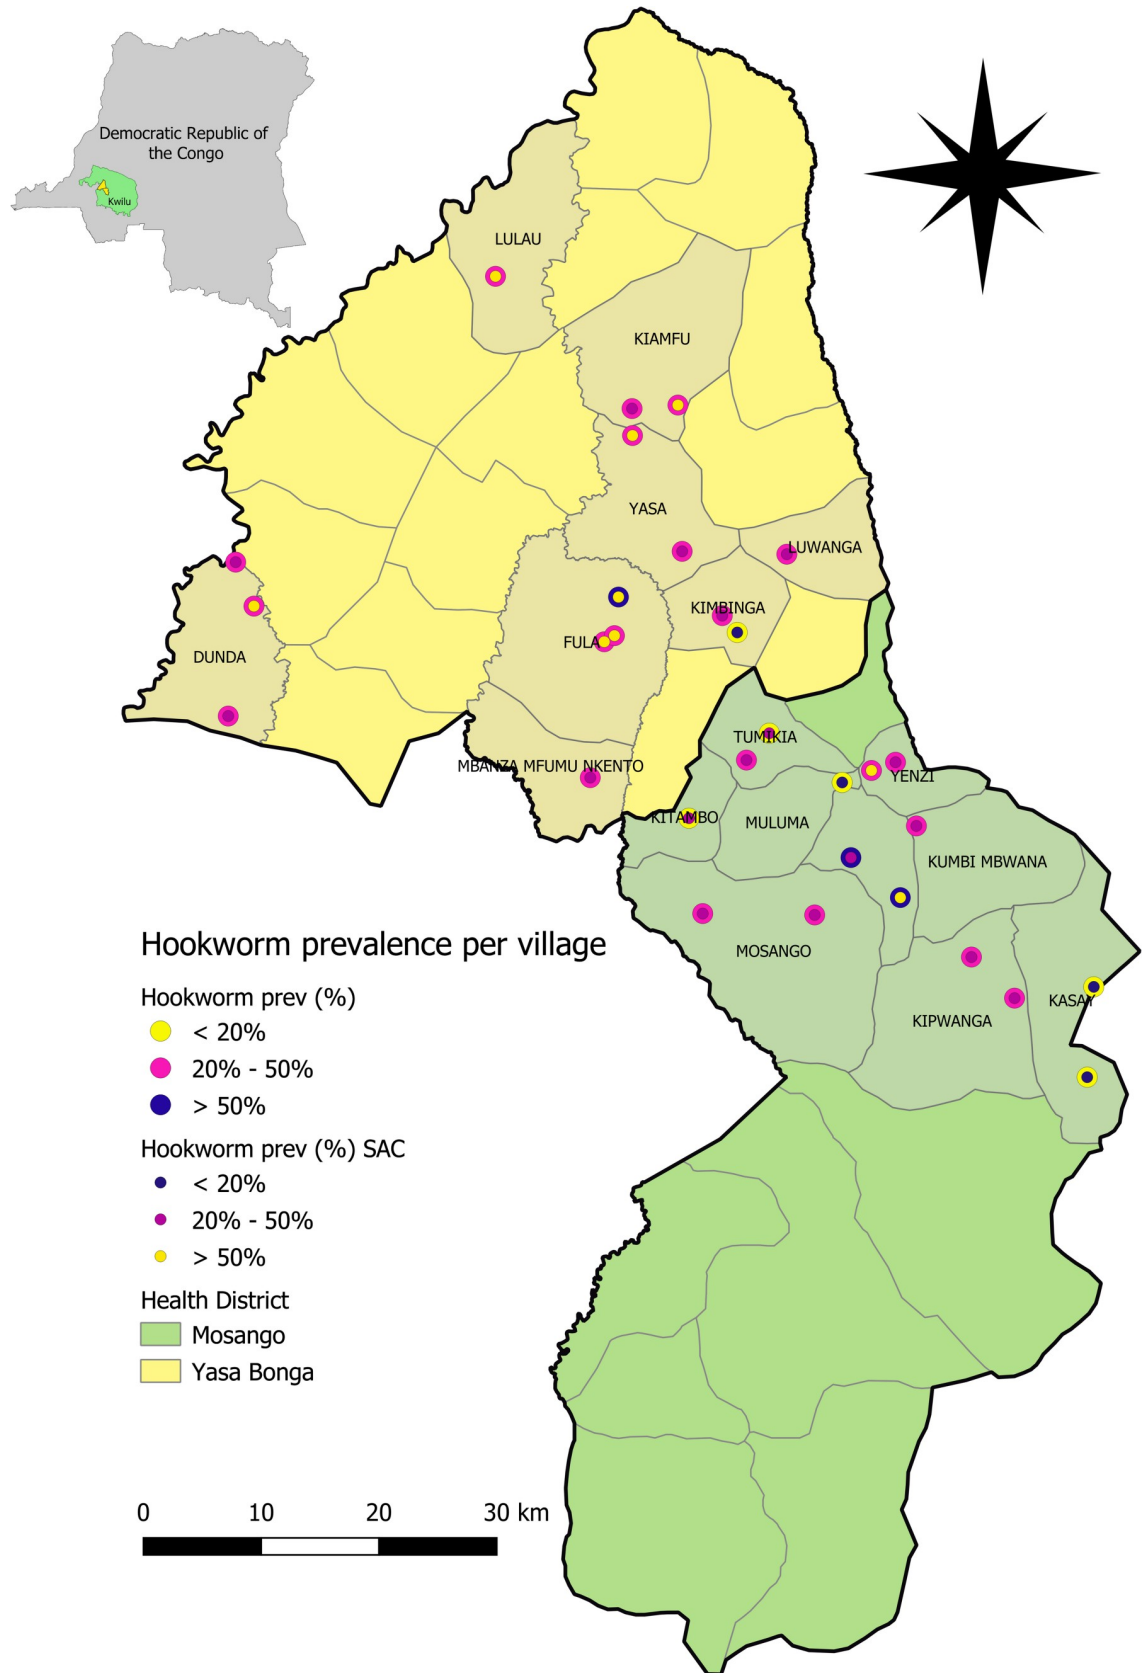 Democratic Republic of
the Congo
Kwilu
LULAU
KIAMFU
YASA
LUWANGA
KIMBINGA
FULA
DUNDA
TUMIKIA
MBANZA MFUMU NKENTO
YENZI
KITAMBO
MULUMA
KUMBI MBWANA
MOSANGO
KASAY
KIPWANGA
Hookworm prevalence per village
Hookworm prev (%)
< 20%
20% - 50%
> 50%
Hookworm prev (%) SAC
< 20%
20% - 50%
> 50%
Health District
Mosango
Yasa Bonga
0 10 20 30 km